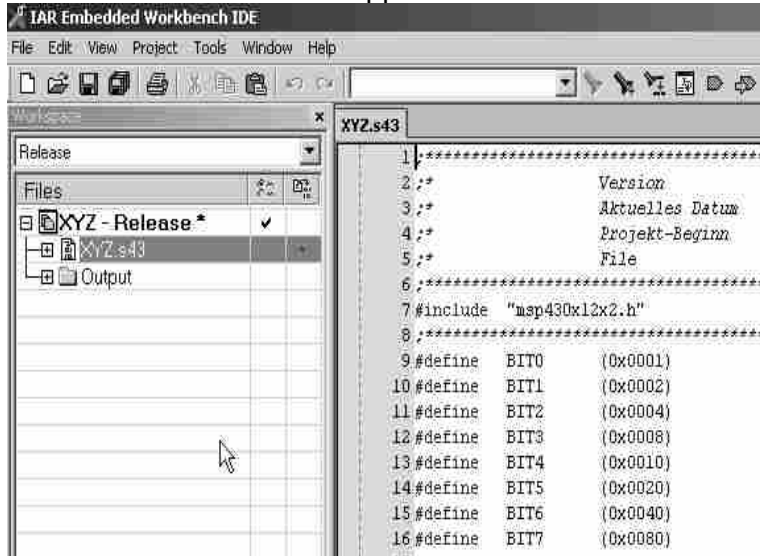 IAR Embedded Workbench IDE
File Edit View Project Tools Window Help
Workspace
Release
Files
XYZ - Release *
XYZ.s43
Output
XYZ.s43
1 ;************************************
2 ;* Version
3 ;* Aktuelles Datum
4 ;* Projekt-Beginn
5 ;* File
6 ;************************************
7 #include "msp430x12x2.h"
8 ;************************************
9 #define BIT0 (0x0001)
10 #define BIT1 (0x0002)
11 #define BIT2 (0x0004)
12 #define BIT3 (0x0008)
13 #define BIT4 (0x0010)
14 #define BIT5 (0x0020)
15 #define BIT6 (0x0040)
16 #define BIT7 (0x0080)